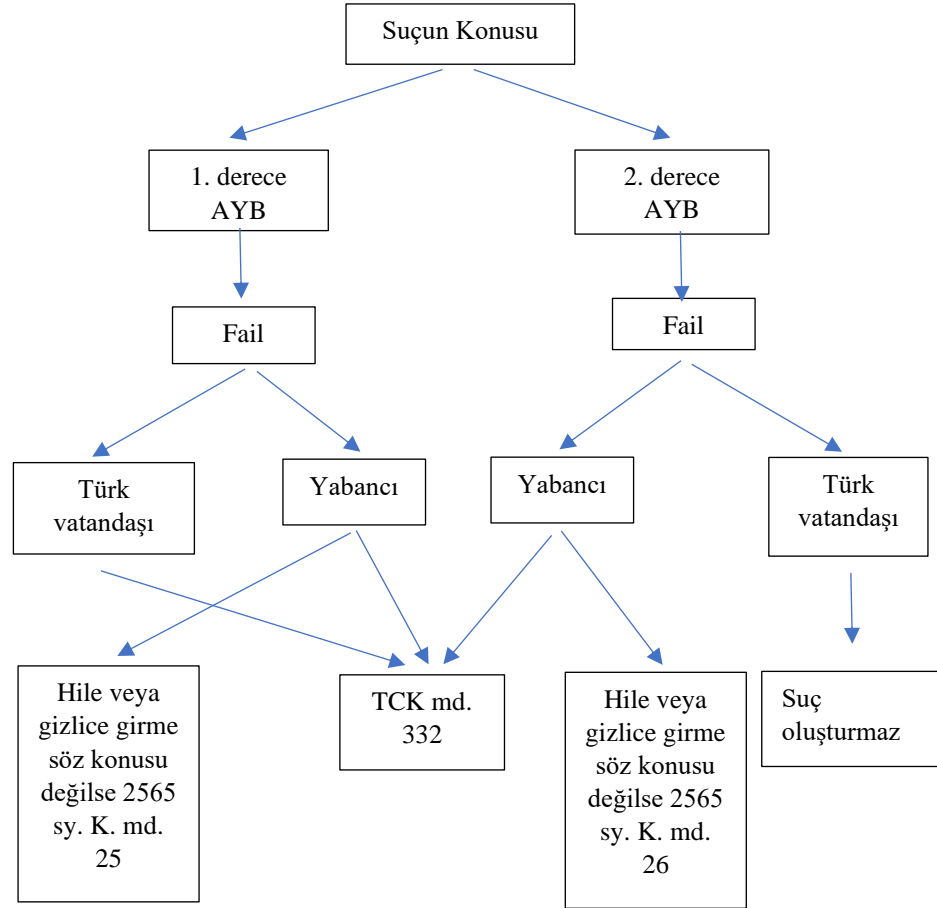 Suçun Konusu
1. derece
AYB
2. derece
AYB
Fail
Fail
Türk
vatandaşı
Yabancı
Yabancı
Türk
vatandaşı
Hile veya
gizlice girme
söz konusu
değilse 2565
sy. K. md.
25
TCK md.
332
Hile veya
gizlice girme
söz konusu
değilse 2565
sy. K. md.
26
Suç
oluşturmaz